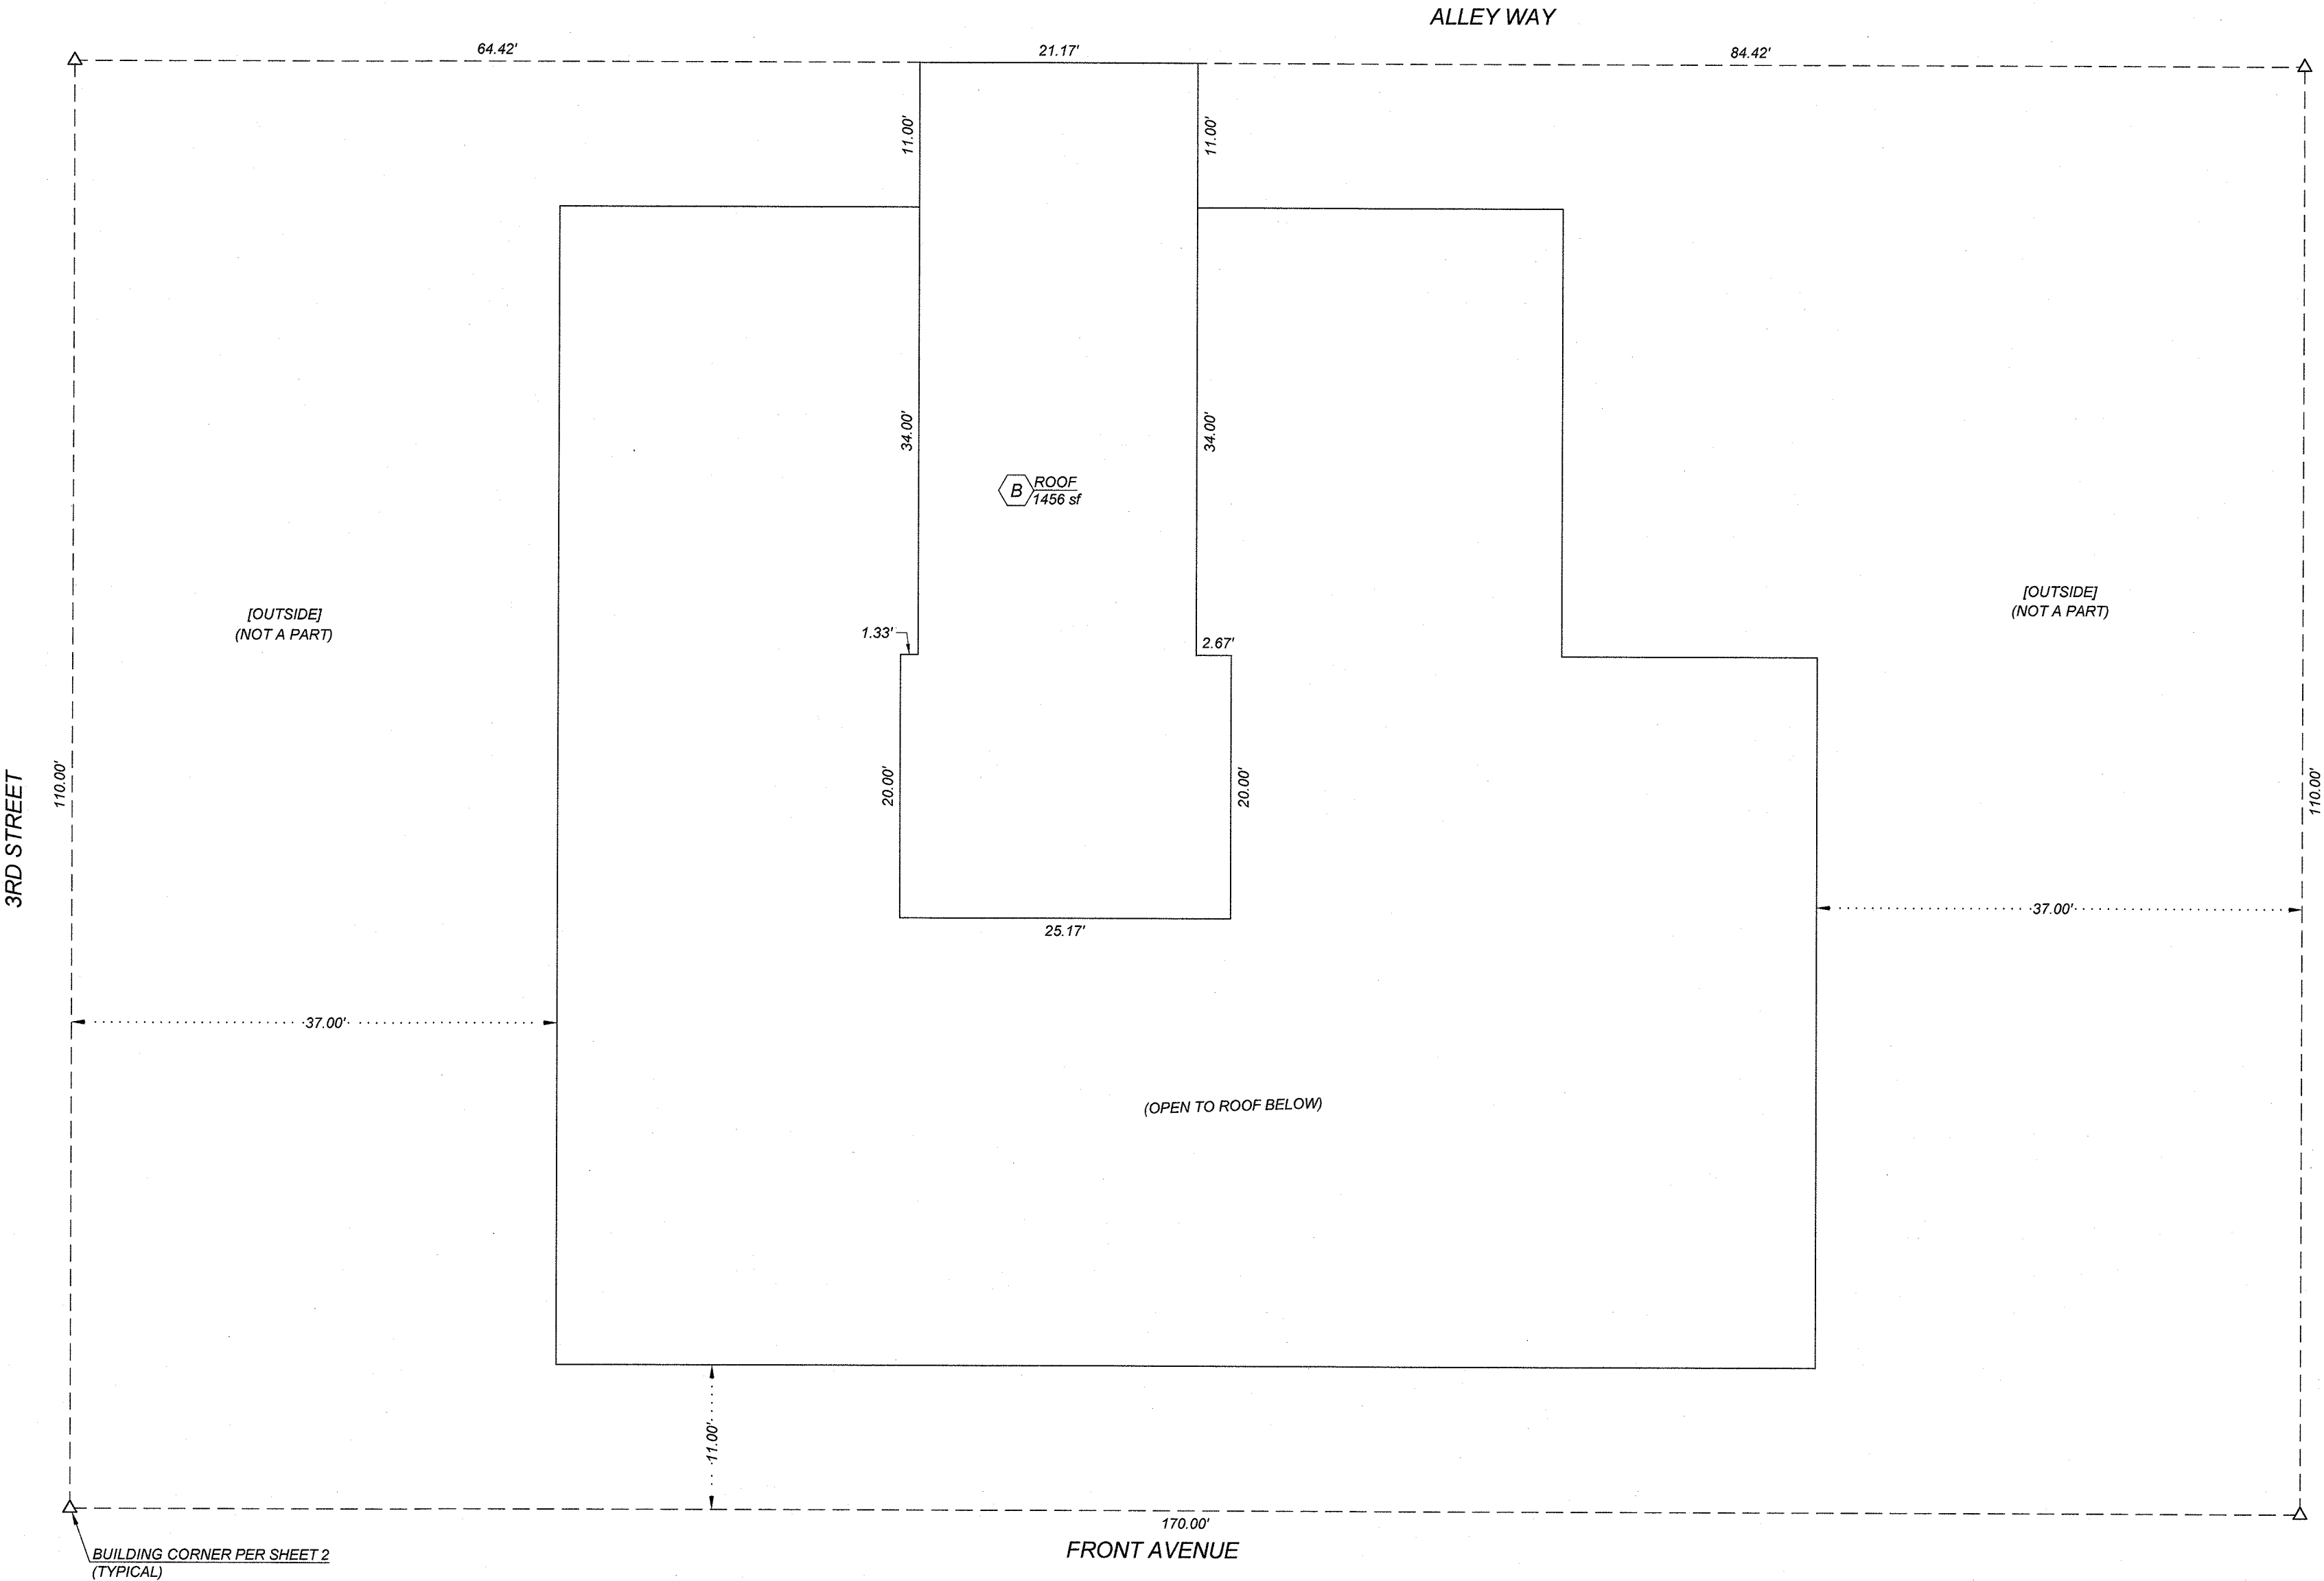 ALLEY WAY
64.42'
21.17'
84.42'
11.00'
11.00'
34.00'
34.00'
B ROOF
1456 sf
[OUTSIDE]
(NOT A PART)
[OUTSIDE]
(NOT A PART)
1.33'
2.67'
3RD STREET
110.00'
20.00'
20.00'
110.00'
37.00'
25.17'
37.00'
(OPEN TO ROOF BELOW)
11.00'
170.00'
FRONT AVENUE
BUILDING CORNER PER SHEET 2
(TYPICAL)